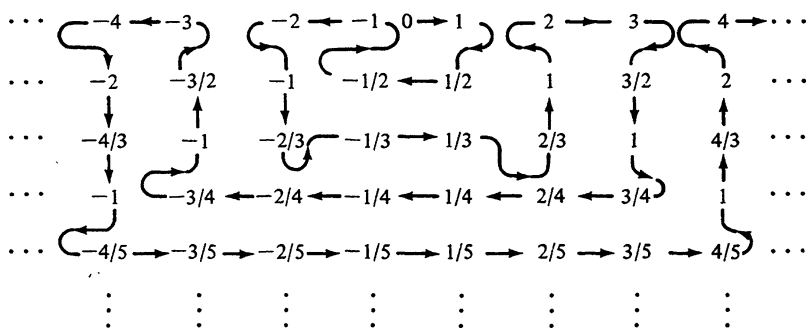 ··· −4 ← −3 −2 ← −1 0 → 1 2 → 3 4 → ···
··· −2 −3/2 −1 −1/2 ← 1/2 1 3/2 2 ···
··· −4/3 −1 −2/3 −1/3 → 1/3 2/3 1 4/3 ···
··· −1 −3/4 ← −2/4 ← −1/4 ← 1/4 ← 2/4 ← 3/4 1 ···
··· −4/5 → −3/5 → −2/5 → −1/5 → 1/5 → 2/5 → 3/5 → 4/5 ···